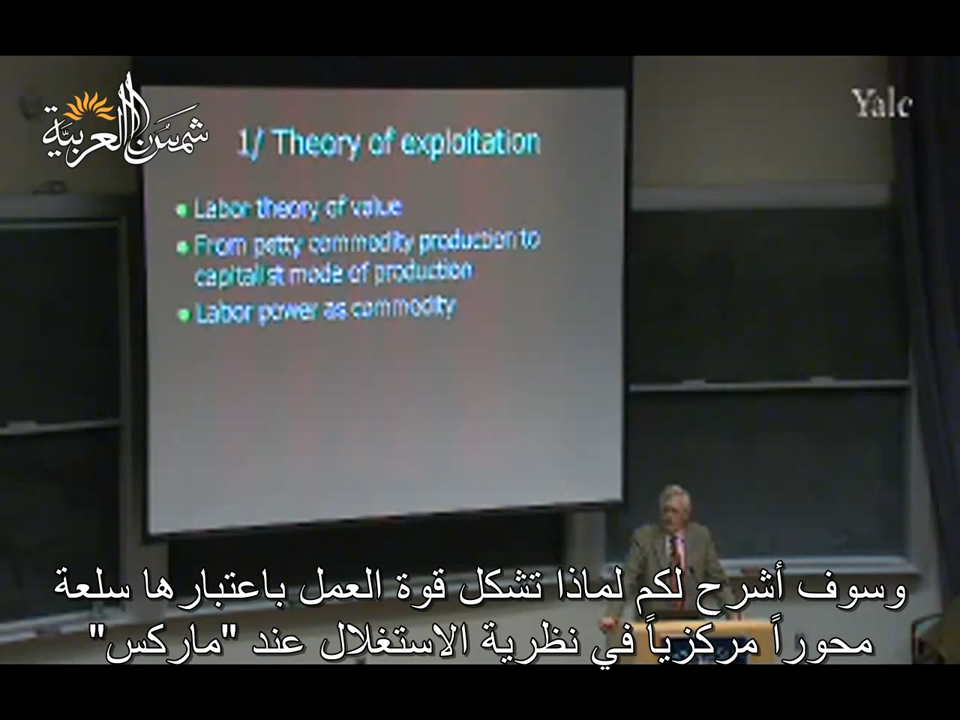 شمس العربية
Yale
1/ Theory of exploitation
Labor theory of value
From petty commodity production to
capitalist mode of production
Labor power as commodity
وسوف أشرح لكم لماذا تشكل قوة العمل باعتبارها سلعة
محوراً مركزياً في نظرية الاستغلال عند "ماركس"